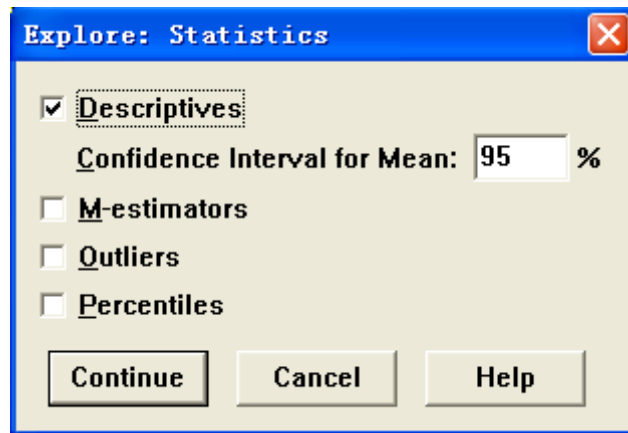 Explore: Statistics
Descriptives
Confidence Interval for Mean: 95 %
M-estimators
Outliers
Percentiles
Continue Cancel Help